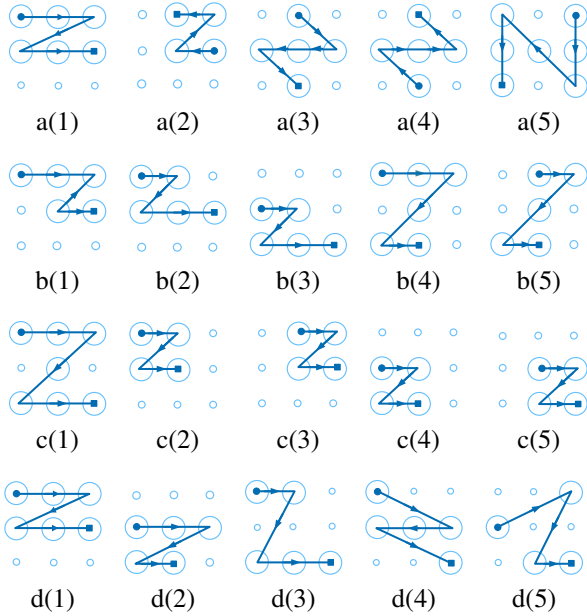 a(1) a(2) a(3) a(4) a(5)
b(1) b(2) b(3) b(4) b(5)
c(1) c(2) c(3) c(4) c(5)
d(1) d(2) d(3) d(4) d(5)